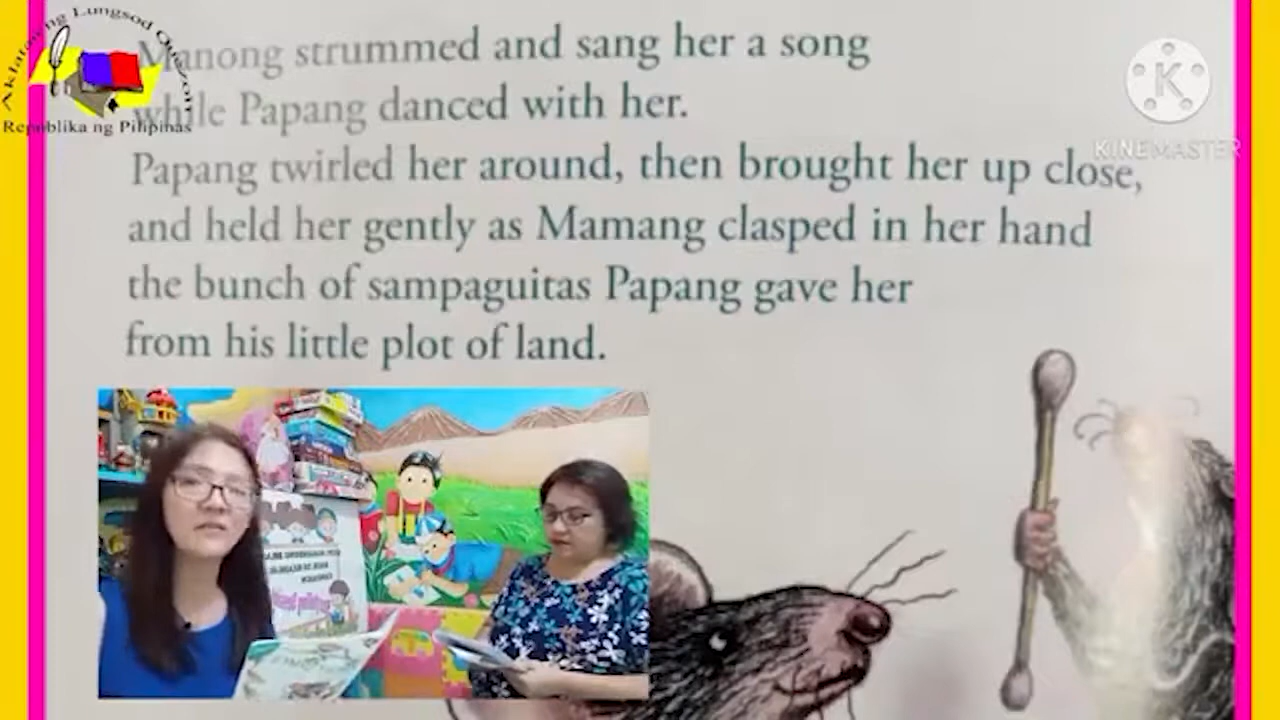 Aklatan ng Lungsod Quezon
Republika ng Pilipinas
Manong strummed and sang her a song
while Papang danced with her.
Papang twirled her around, then brought her up close,
and held her gently as Mamang clasped in her hand
the bunch of sampaguitas Papang gave her
from his little plot of land.
K
KINEMASTER